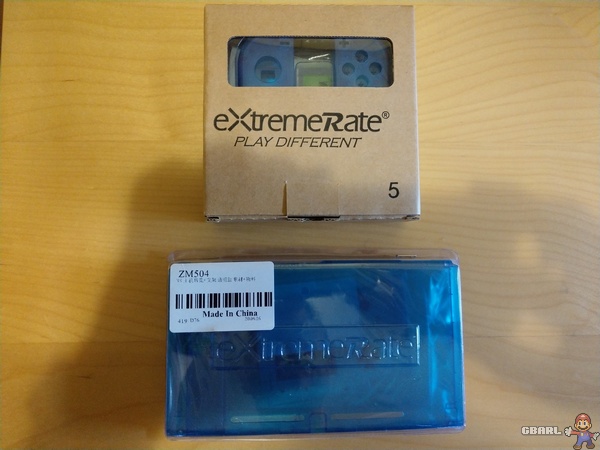 eXtremeRate®
PLAY DIFFERENT
5
ZM504
Made In China
eXtremeRate
GBARL